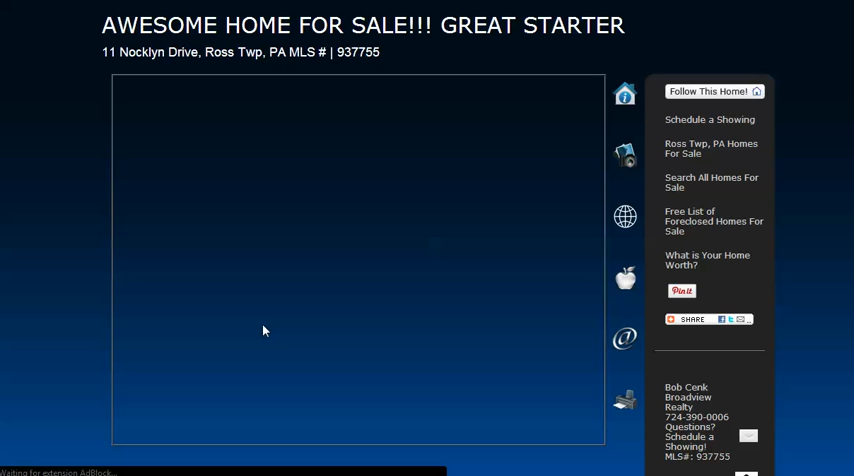 AWESOME HOME FOR SALE!!! GREAT STARTER
11 Nocklyn Drive, Ross Twp, PA MLS # | 937755
Follow This Home!
Schedule a Showing
Ross Twp, PA Homes
For Sale
Search All Homes For
Sale
Free List of
Foreclosed Homes For
Sale
What is Your Home
Worth?
Pin it
SHARE
Bob Cenk
Broadview
Realty
724-390-0006
Questions?
Schedule a
Showing!
MLS#: 937755
Waiting for extension AdBlock...